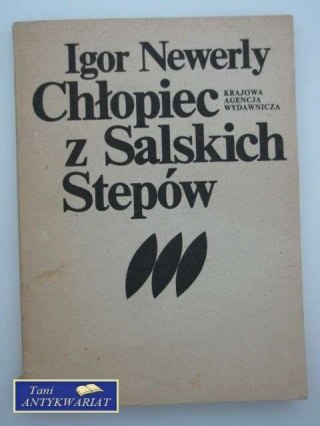 Igor Newerly
Chłopiec
KRAJOWA
AGENCJA
WYDAWNICZA
z Salskich
Stepów
Tani
ANTYKWARIAT